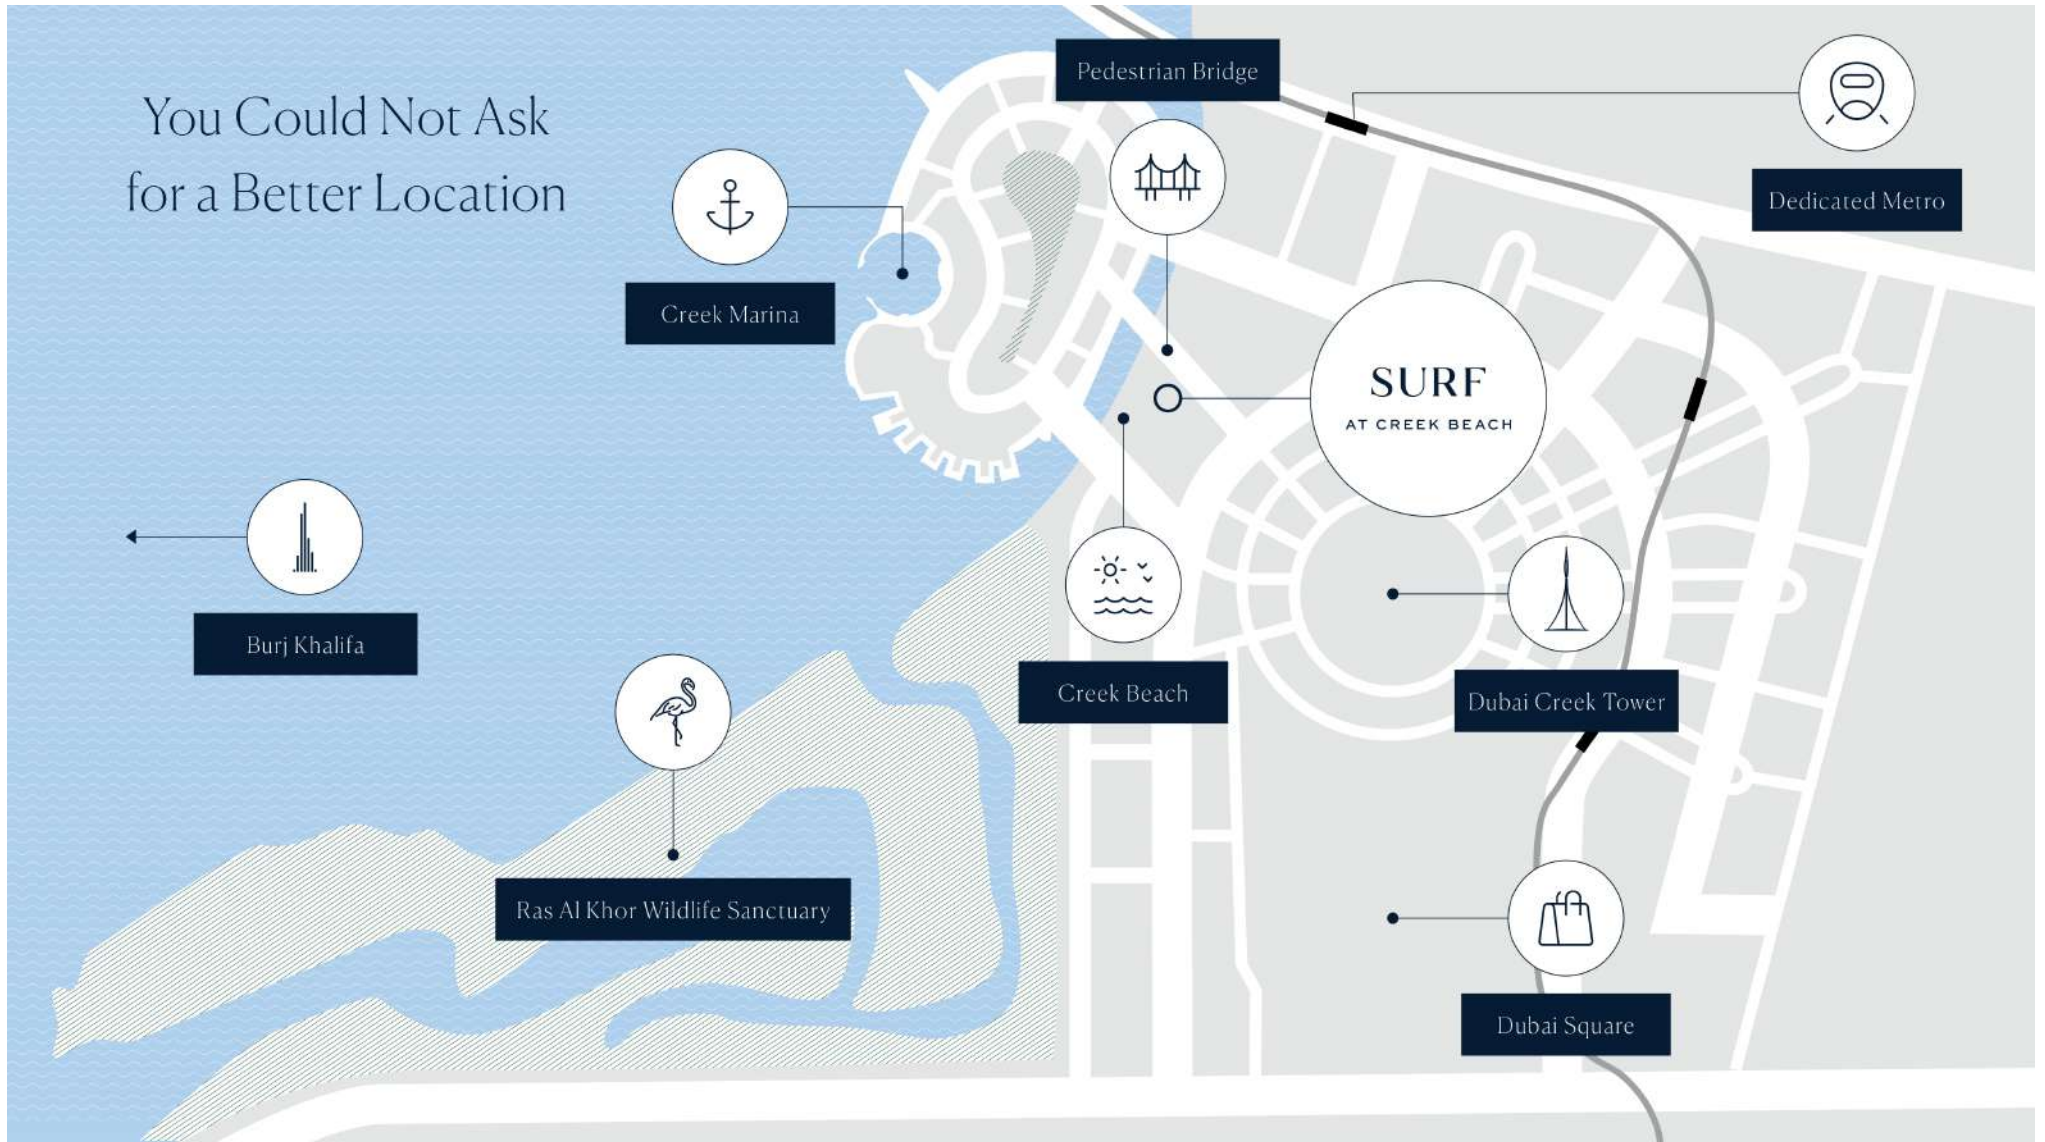 You Could Not Ask
for a Better Location
Pedestrian Bridge
Dedicated Metro
Creek Marina
SURF
AT CREEK BEACH
Burj Khalifa
Creek Beach
Dubai Creek Tower
Ras Al Khor Wildlife Sanctuary
Dubai Square